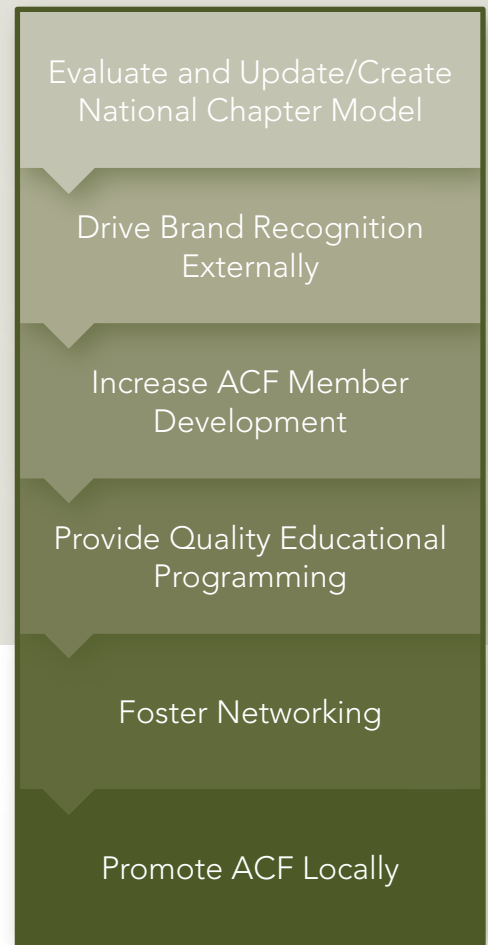 Evaluate and Update/Create
National Chapter Model
Drive Brand Recognition
Externally
Increase ACF Member
Development
Provide Quality Educational
Programming
Foster Networking
Promote ACF Locally